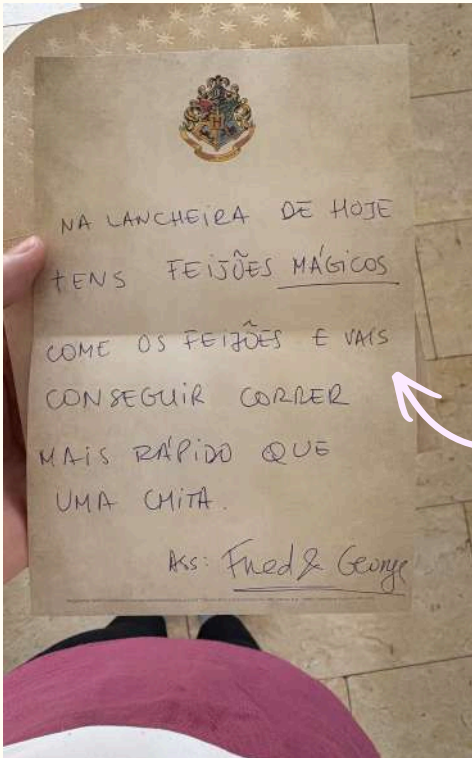 NA LANCHEIRA DE HOJE
TENS FEIJÕES MÁGICOS
COME OS FEIJÕES E VAIS
CONSEGUIR CORRER
MAIS RÁPIDO QUE
UMA CHITA.
Ass: Fred & George